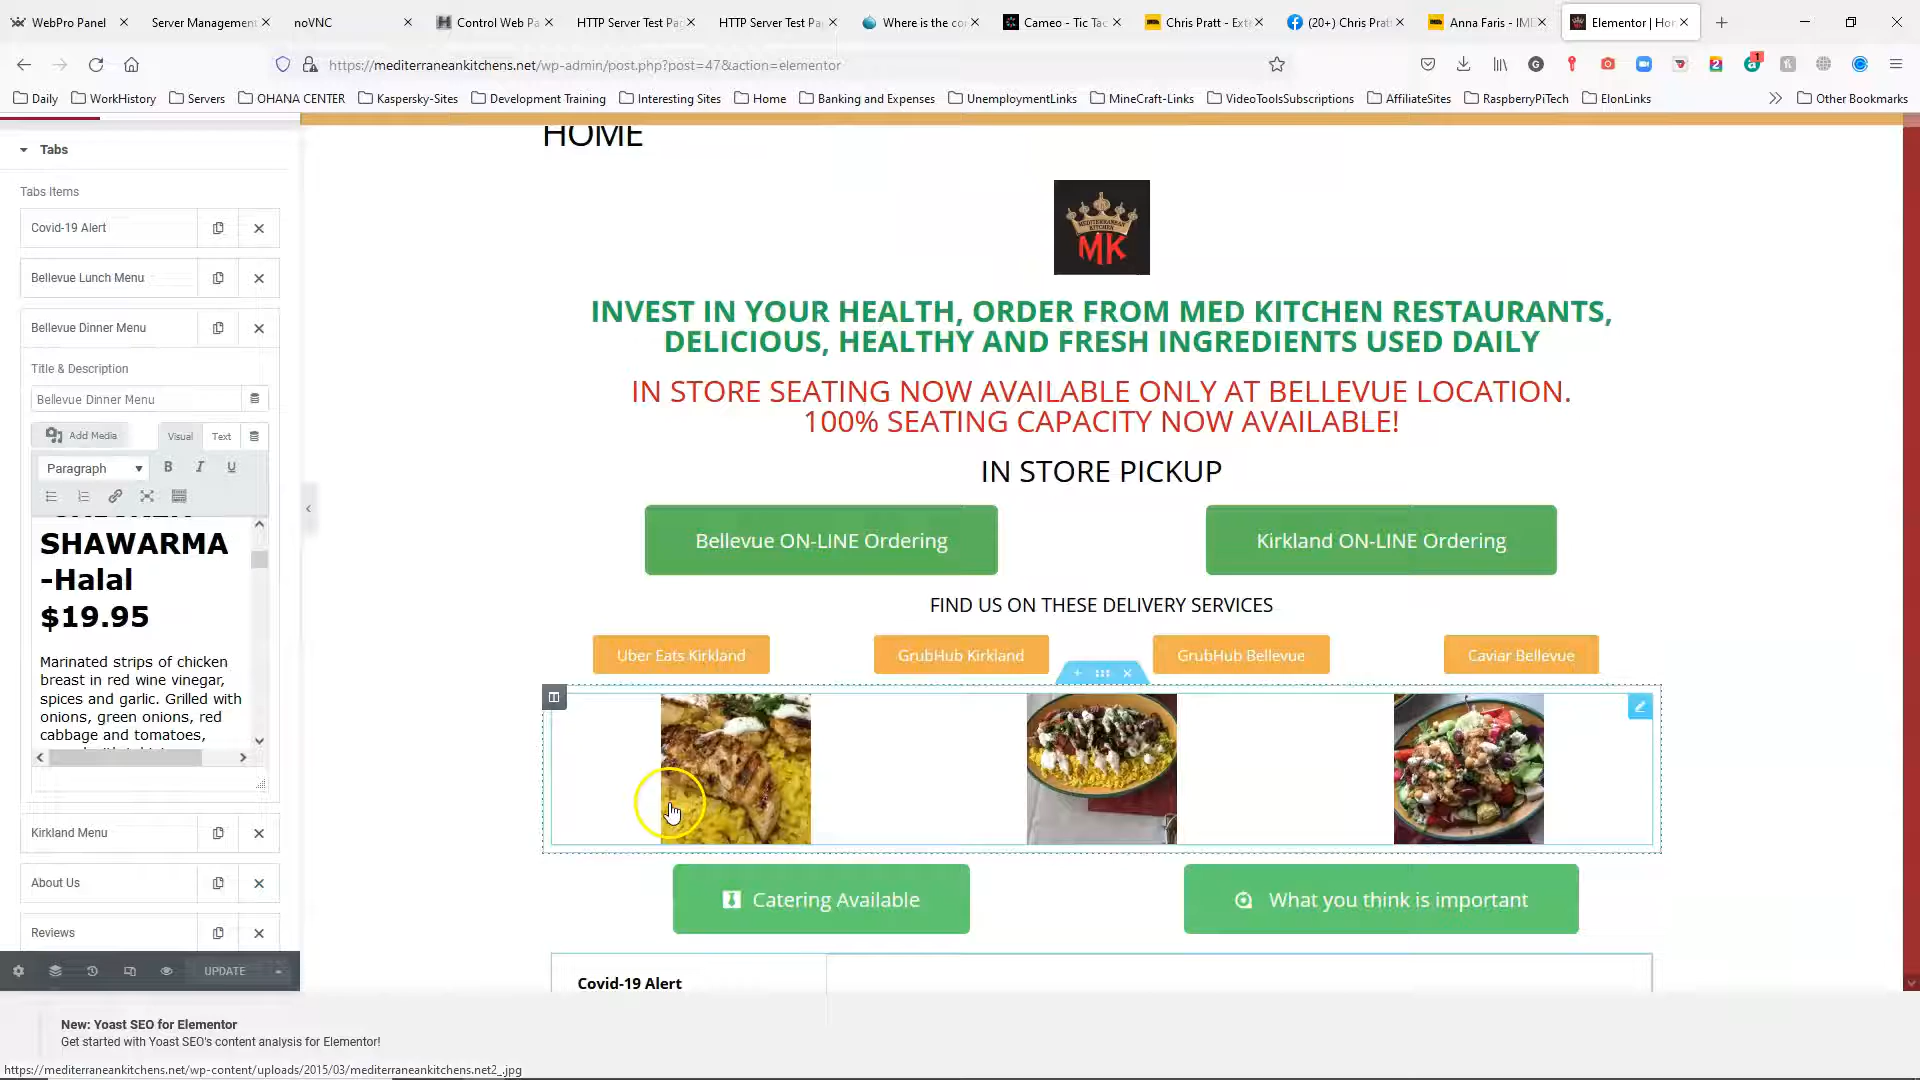 WebPro Panel
Server Management
noVNC
Control Web Pa
HTTP Server Test Pag
HTTP Server Test Pag
Where is the co
Cameo - Tic Tac
Chris Pratt - Exte
(20+) Chris Prat
Anna Faris - IMD
Elementor | Hor
https://mediterraneankitchens.net/wp-admin/post.php?post=47&action=elementor
1
Daily
WorkHistory
Servers
OHANA CENTER
Kaspersky-Sites
Development Training
Interesting Sites
Home
Banking and Expenses
UnemploymentLinks
MineCraft-Links
VideoToolsSubscriptions
AffiliateSites
RaspberryPiTech
ElonLinks
Other Bookmarks
Tabs
Tabs Items
Covid-19 Alert
Bellevue Lunch Menu
Bellevue Dinner Menu
Title & Description
Bellevue Dinner Menu
Add Media
Visual
Text
Paragraph
B I U
SHAWARMA
-Halal
$19.95
Marinated strips of chicken
breast in red wine vinegar,
spices and garlic. Grilled with
onions, green onions, red
cabbage and tomatoes,
Kirkland Menu
About Us
Reviews
UPDATE
HOME
MEDITERRANEAN
KITCHEN
MK
INVEST IN YOUR HEALTH, ORDER FROM MED KITCHEN RESTAURANTS,
DELICIOUS, HEALTHY AND FRESH INGREDIENTS USED DAILY
IN STORE SEATING NOW AVAILABLE ONLY AT BELLEVUE LOCATION.
100% SEATING CAPACITY NOW AVAILABLE!
IN STORE PICKUP
Bellevue ON-LINE Ordering
Kirkland ON-LINE Ordering
FIND US ON THESE DELIVERY SERVICES
Uber Eats Kirkland
GrubHub Kirkland
GrubHub Bellevue
Caviar Bellevue
Catering Available
What you think is important
Covid-19 Alert
New: Yoast SEO for Elementor
Get started with Yoast SEO's content analysis for Elementor!
https://mediterraneankitchens.net/wp-content/uploads/2015/03/mediterraneankitchens.net2_.jpg